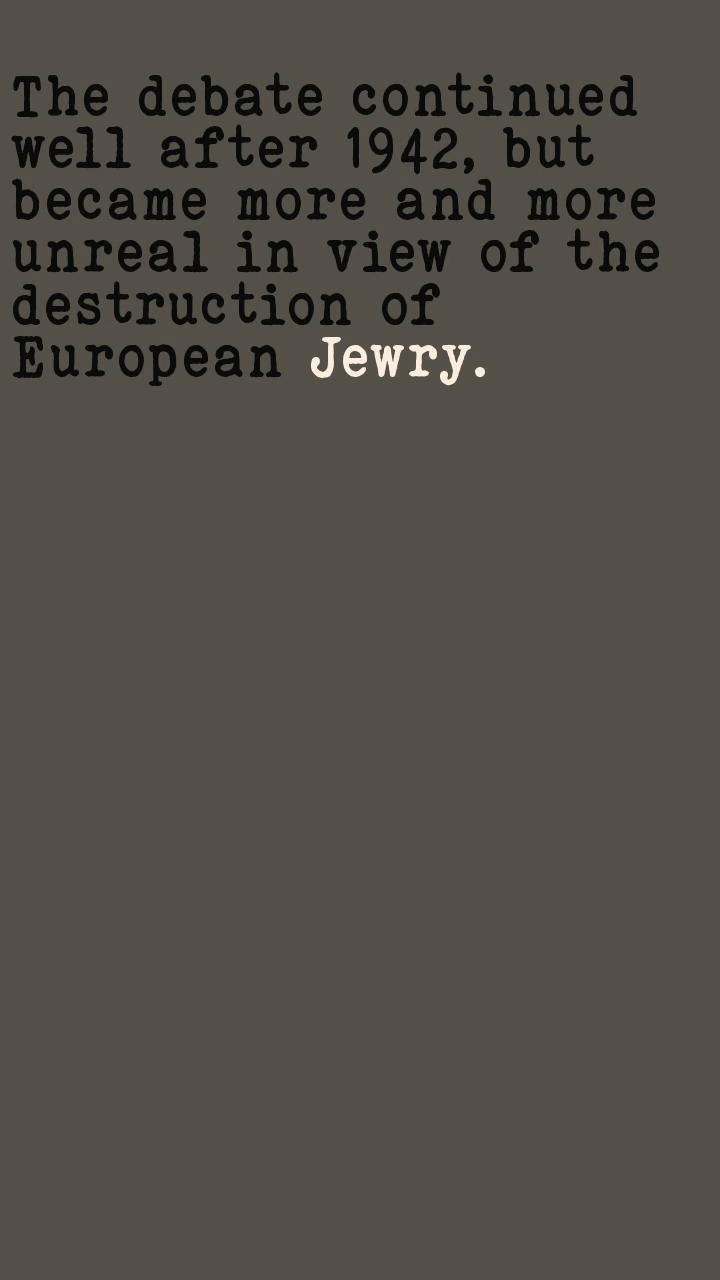 The debate continued
well after 1942, but
became more and more
unreal in view of the
destruction of
European Jewry.